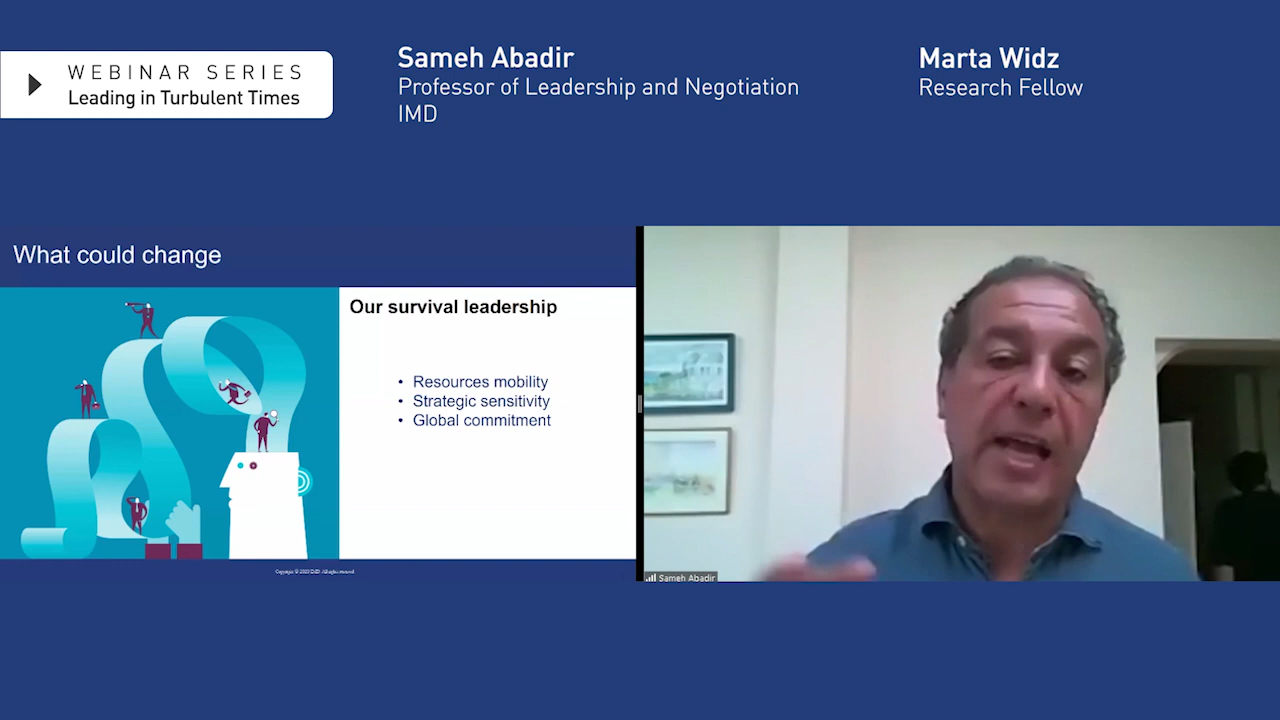 WEBINAR SERIES
Leading in Turbulent Times
Sameh Abadir
Professor of Leadership and Negotiation
IMD
Marta Widz
Research Fellow
What could change
Our survival leadership
• Resources mobility
• Strategic sensitivity
• Global commitment
Sameh Abadir